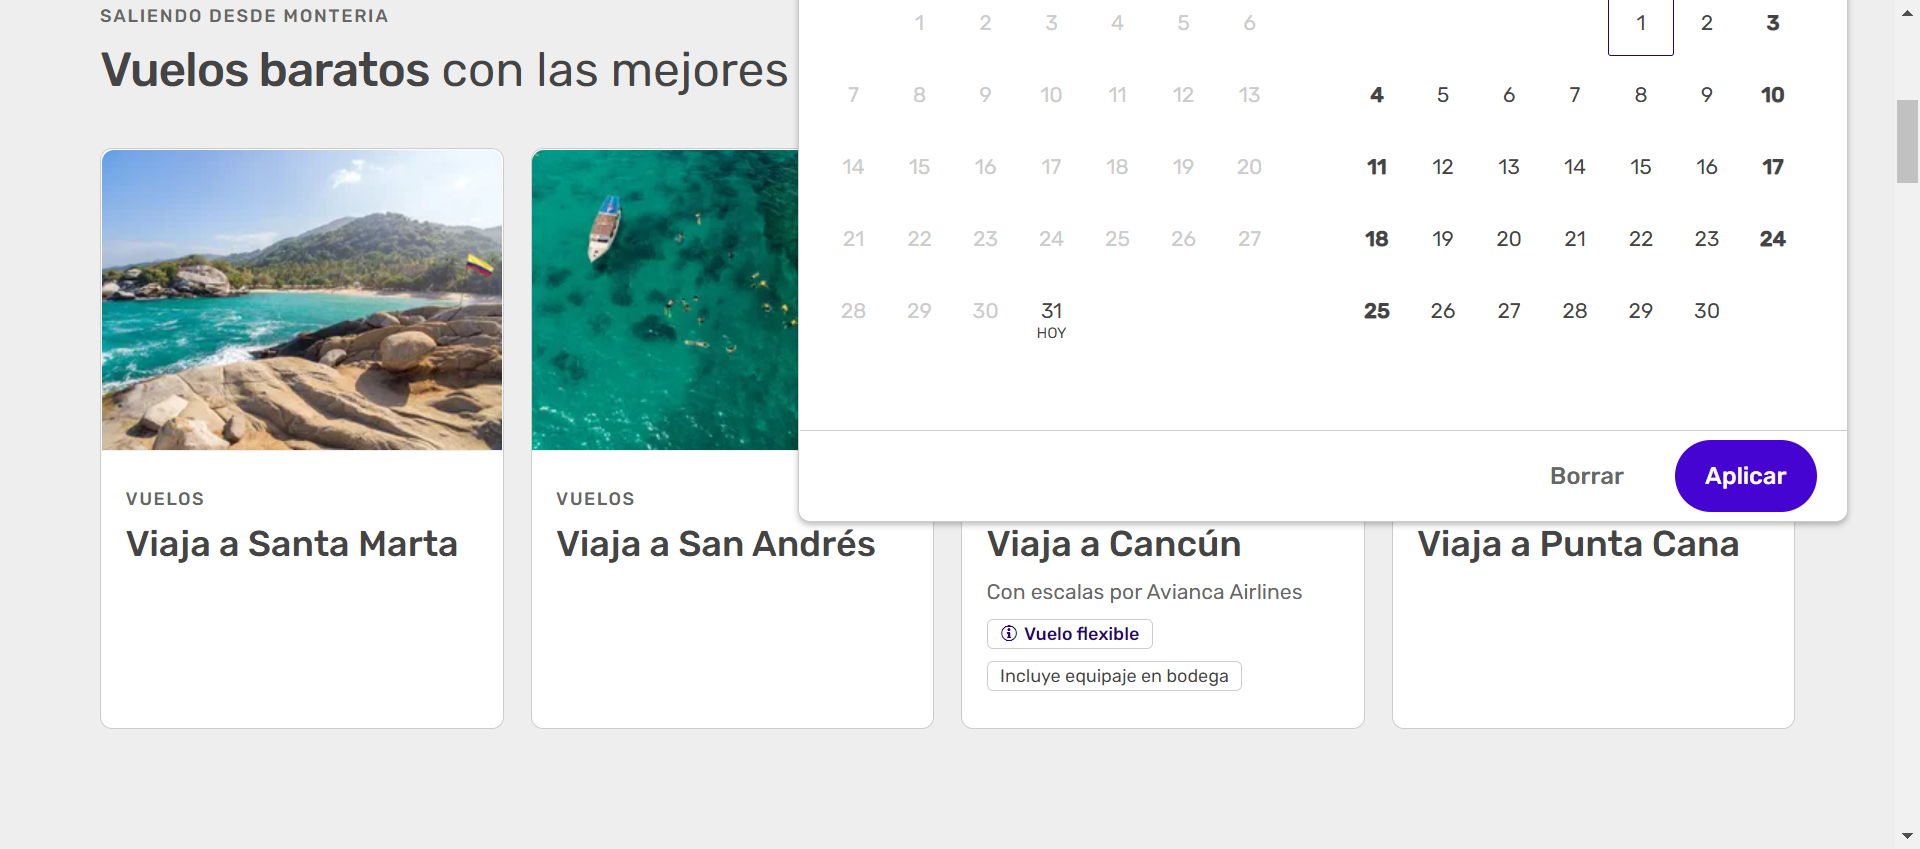 SALIENDO DESDE MONTERIA
Vuelos baratos con las mejores
1 2 3 4 5 6
7 8 9 10 11 12 13
14 15 16 17 18 19 20
21 22 23 24 25 26 27
28 29 30 31
HOY
1 2 3
4 5 6 7 8 9 10
11 12 13 14 15 16 17
18 19 20 21 22 23 24
25 26 27 28 29 30
Borrar Aplicar
VUELOS
Viaja a Santa Marta
VUELOS
Viaja a San Andrés
Viaja a Cancún
Con escalas por Avianca Airlines
Vuelo flexible
Incluye equipaje en bodega
Viaja a Punta Cana